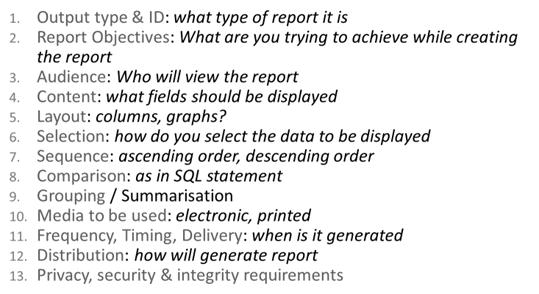 1. Output type & ID: what type of report it is
2. Report Objectives: What are you trying to achieve while creating
the report
3. Audience: Who will view the report
4. Content: what fields should be displayed
5. Layout: columns, graphs?
6. Selection: how do you select the data to be displayed
7. Sequence: ascending order, descending order
8. Comparison: as in SQL statement
9. Grouping / Summarisation
10. Media to be used: electronic, printed
11. Frequency, Timing, Delivery: when is it generated
12. Distribution: how will generate report
13. Privacy, security & integrity requirements